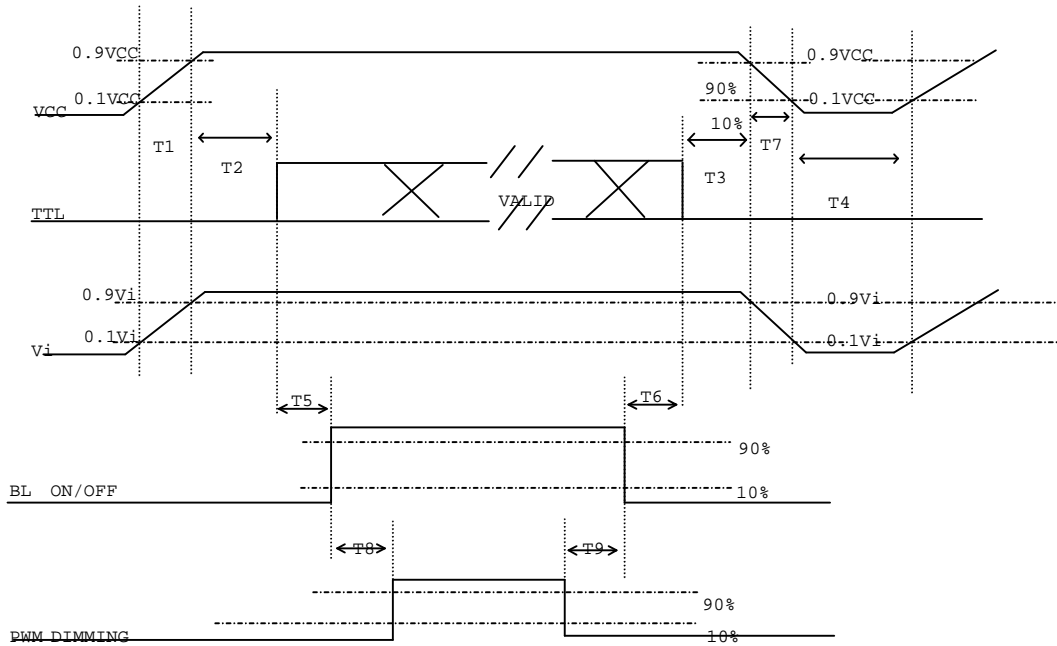 0.9VCC
0.9VCC
90%
0.1VCC
0.1VCC
VCC
10%
T1
T7
T2
T3
VALID
T4
TTL
0.9Vi
0.9Vi
0.1Vi
0.1Vi
Vi
T5
T6
90%
BL ON/OFF
10%
T8
T9
90%
PWM DIMMING
10%